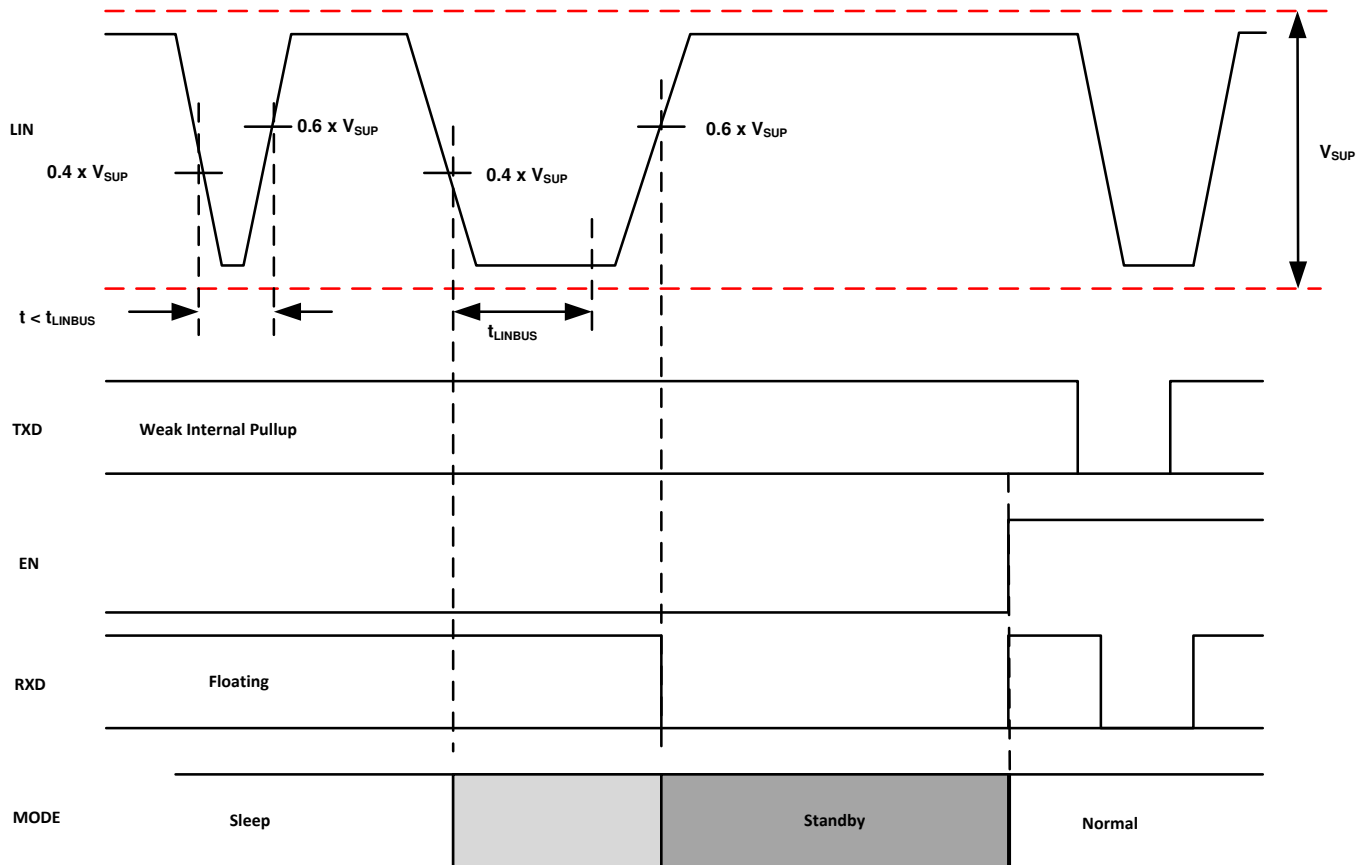 LIN
0.6 x VSUP
0.4 x VSUP
0.4 x VSUP
0.6 x VSUP
VSUP
t < tLINBUS
tLINBUS
TXD
Weak Internal Pullup
EN
RXD
Floating
MODE
Sleep
Standby
Normal